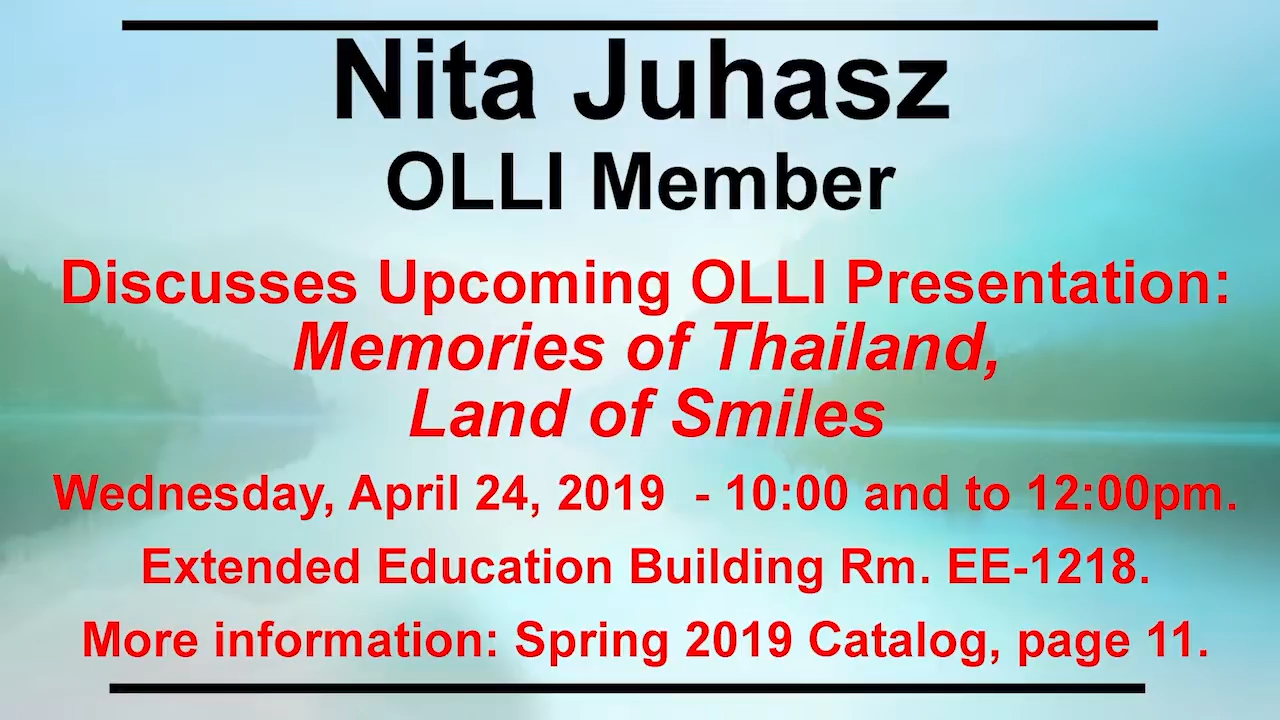 Nita Juhasz
OLLI Member
Discusses Upcoming OLLI Presentation:
Memories of Thailand,
Land of Smiles
Wednesday, April 24, 2019  - 10:00 and to 12:00pm.
Extended Education Building Rm. EE-1218.
More information: Spring 2019 Catalog, page 11.